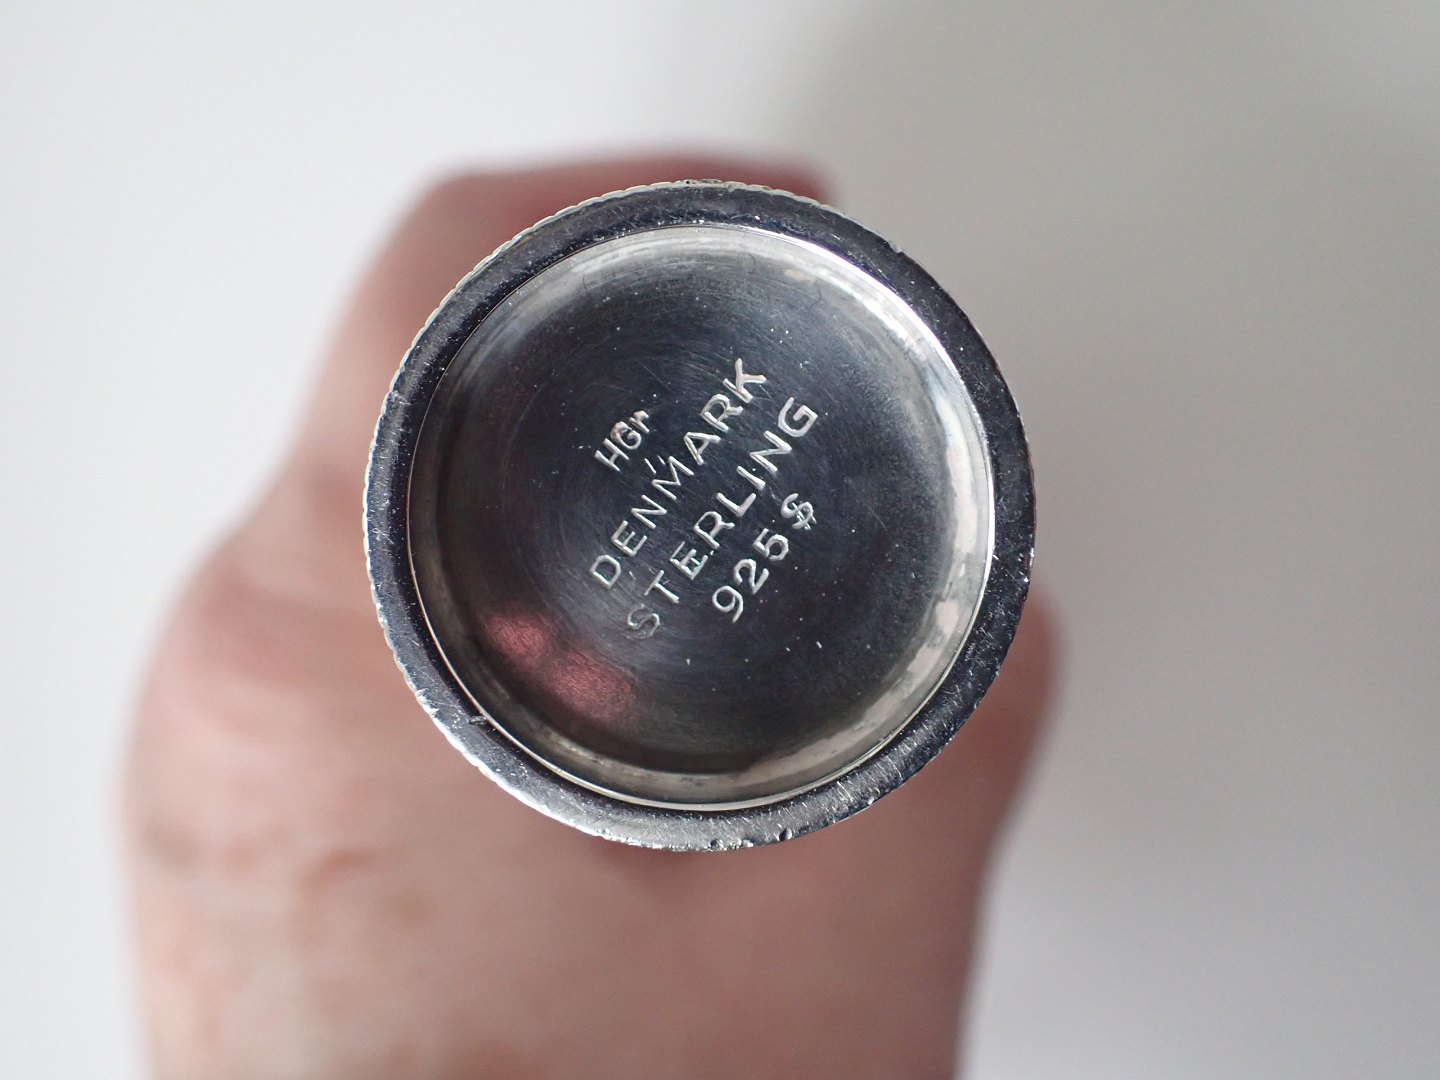 HGr
DENMARK
STERLING
925S